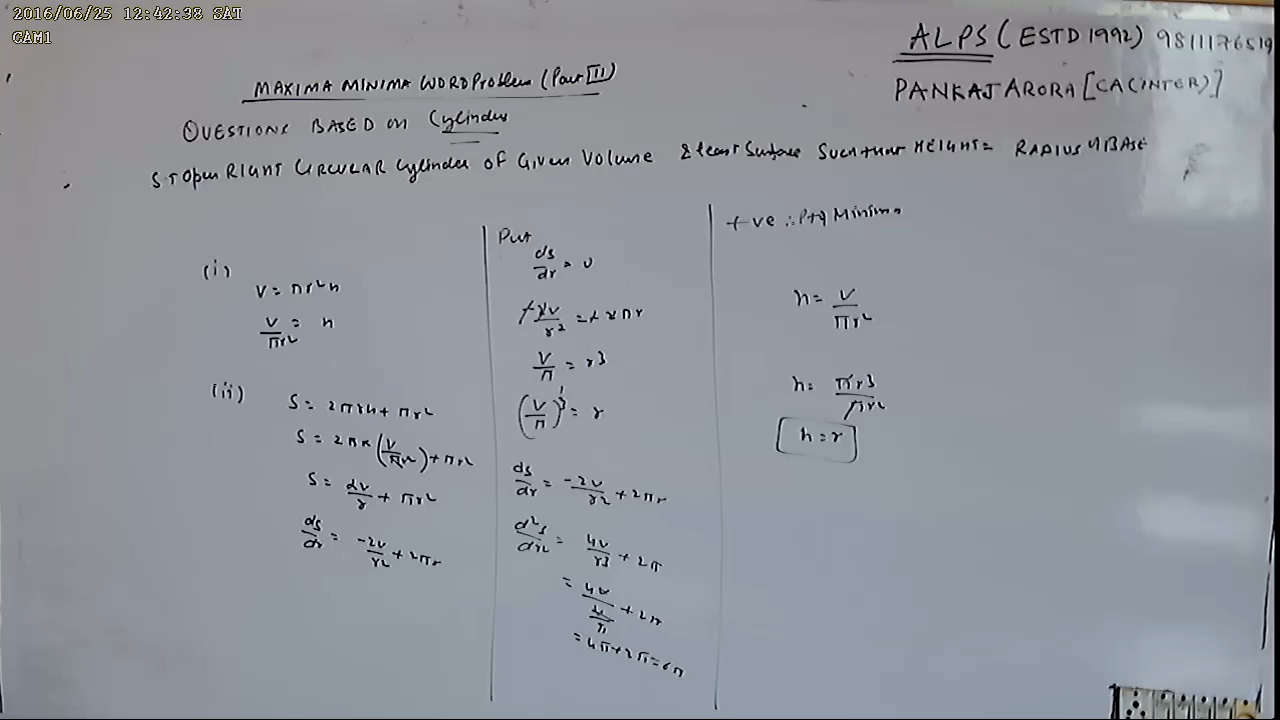 2016/06/25 12:42:38 SAT
CAM1
ALPS (ESTD 1992) 9811176519
PANKAJ ARORA [CA(INTER)]
MAXIMA MINIMA WORD Problem (Part II)
QUESTIONS BASED on Cylinder
S.T Open RIGHT CIRCULAR Cylinder of Given Volume & least Surface Such that HEIGHT = RADIUS of BASE
(i)
V = πr²h
V/πr² = h
(ii)
S = 2πrh + πr²
S = 2πr(V/πr²) + πr²
S = 2V/r + πr²
ds/dr = -2V/r² + 2πr
Put
ds/dr = 0
+2V/r² = +2πr
V/π = r3
(V/π)^1/3 = r
ds/dr = -2V/r2 + 2πr
d²s/dr2 = 4V/r3 + 2π
= 4V/V/π + 2π
= 4π+2π=6π
+ve ∴ Ptq Minima
h = V/πr²
h = πr3/πr2
h=r